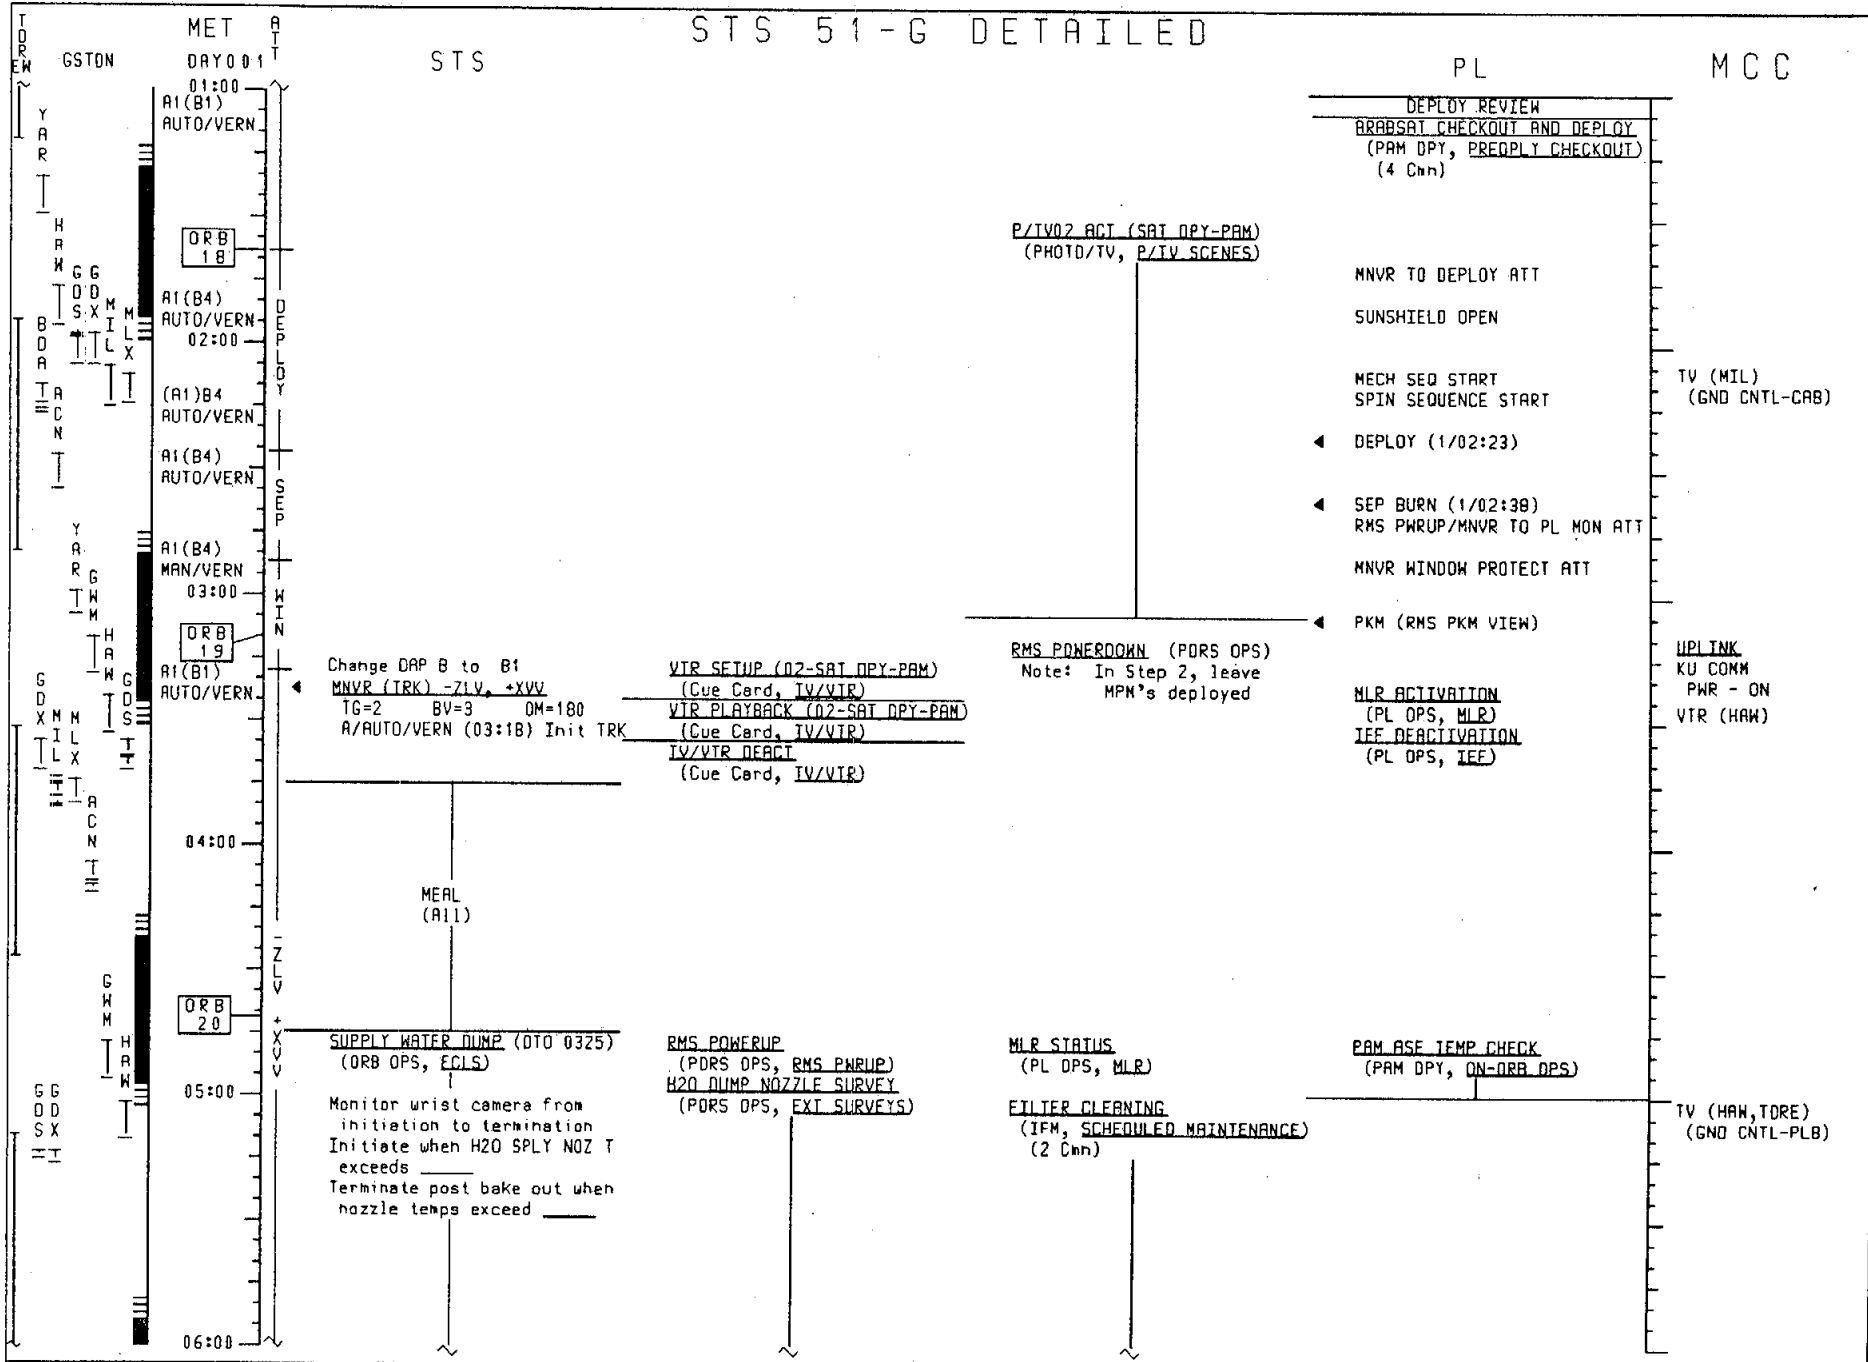 STS 51-G DETAILED
TDRW
EW
GSTDN
MET
DAY001
ATT
STS
PL
MCC
01:00
A1(B1)
AUTO/VERN
YAR
HAW
GDS
GDX
MIL
MLX
BDA
ACN
ORB
18
A1(B4)
AUTO/VERN
02:00
(A1)B4
AUTO/VERN
A1(B4)
AUTO/VERN
DEPLOY
SEP
YAR
GWM
HAW
GDS
GDX
MIL
MLX
ACN
A1(B4)
MAN/VERN
03:00
ORB
19
A1(B1)
AUTO/VERN
WIN
04:00
-ZLV +XVV
GWM
HAW
GDS
GDX
ORB
20
05:00
06:00
Change DAP B to B1
MNVR (TRK) -ZLV, +XVV
TG=2 BV=3 OM=180
A/AUTO/VERN (03:18) Init TRK
MEAL
(All)
SUPPLY WATER DUMP (DTO 0325)
(ORB OPS, ECLS)
Monitor wrist camera from
initiation to termination
Initiate when H2O SPLY NOZ T
exceeds ____
Terminate post bake out when
nozzle temps exceed ____
VTR SETUP (02-SAT DPY-PAM)
(Cue Card, TV/VTR)
VTR PLAYBACK (02-SAT DPY-PAM)
(Cue Card, TV/VTR)
TV/VTR DEACT
(Cue Card, TV/VTR)
RMS POWERUP
(PDRS OPS, RMS PWRUP)
H2O DUMP NOZZLE SURVEY
(PDRS OPS, EXT SURVEYS)
P/TV02 ACT (SAT DPY-PAM)
(PHOTO/TV, P/TV SCENES)
RMS POWERDOWN (PDRS OPS)
Note: In Step 2, leave
MPM's deployed
MLR STATUS
(PL OPS, MLR)
FILTER CLEANING
(IFM, SCHEDULED MAINTENANCE)
(2 Cmn)
DEPLOY REVIEW
ARABSAT CHECKOUT AND DEPLOY
(PAM DPY, PREDPLY CHECKOUT)
(4 Cmn)
MNVR TO DEPLOY ATT
SUNSHIELD OPEN
MECH SEQ START
SPIN SEQUENCE START
DEPLOY (1/02:23)
SEP BURN (1/02:38)
RMS PWRUP/MNVR TO PL MON ATT
MNVR WINDOW PROTECT ATT
PKM (RMS PKM VIEW)
MLR ACTIVATION
(PL OPS, MLR)
IEF DEACTIVATION
(PL OPS, IEF)
PAM ASE TEMP CHECK
(PAM DPY, ON-ORB OPS)
TV (MIL)
(GND CNTL-CAB)
UPLINK
KU COMM
PWR - ON
VTR (HAW)
TV (HAW,TDRE)
(GND CNTL-PLB)